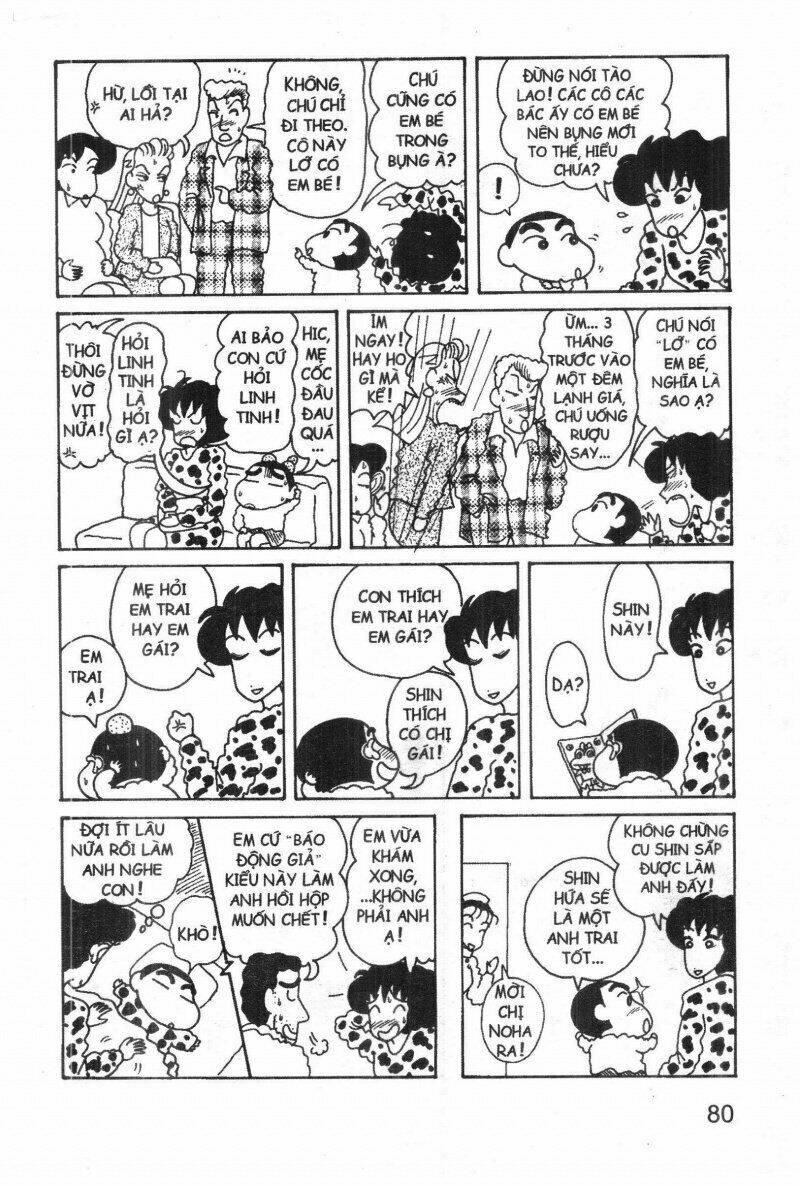 ĐỪNG NÓI TÀO
LAO! CÁC CÔ CÁC
BÁC ẤY CÓ EM BÉ
NÊN BỤNG MỚI
TO THẾ, HIỂU
CHƯA?
!
CHÚ
CŨNG CÓ
EM BÉ
TRONG
BỤNG À?
KHÔNG,
CHÚ CHỈ
ĐI THEO.
CÔ NÀY
LỠ CÓ
EM BÉ!
HỪ, LỖI TẠI
AI HẢ?
CHÚ NÓI
"LỠ" CÓ
EM BÉ,
NGHĨA LÀ
SAO Ạ?
ỪM... 3
THÁNG
TRƯỚC VÀO
MỘT ĐÊM
LẠNH GIÁ,
CHÚ UỐNG
RƯỢU
SAY...
ÌM
NGAY!
HAY HO
GÌ MÀ
KỂ!
HIC,
MẸ
CỐC
ĐẦU
ĐAU
QUÁ
...
AI BẢO
CON CỨ
HỎI
LINH
TINH!
HỎI
LINH
TINH
LÀ
HỎI
GÌ Ạ?
THÔI
ĐỪNG
VỜ
VỊT
NỮA!
SHIN
NÀY!
DẠ?
CON THÍCH
EM TRAI HAY
EM GÁI?
SHIN
THÍCH
CÓ CHỊ
GÁI!
MẸ HỎI
EM TRAI
HAY EM
GÁI?
EM
TRAI
Ạ!
KHÔNG CHỪNG
CU SHIN SẮP
ĐƯỢC LÀM
ANH ĐẤY!
SHIN
HỨA SẼ
LÀ MỘT
ANH TRAI
TỐT...
MỜI
CHỊ
NOHA
RA!
EM VỪA
KHÁM
XONG,
...KHÔNG
PHẢI ANH
Ạ!
EM CỨ "BÁO
ĐỘNG GIẢ"
KIỂU NÀY LÀM
ANH HỒI HỘP
MUỐN CHẾT!
ĐỢI ÍT LÂU
NỮA RỒI LÀM
ANH NGHE
CON!
KHÒ!
80